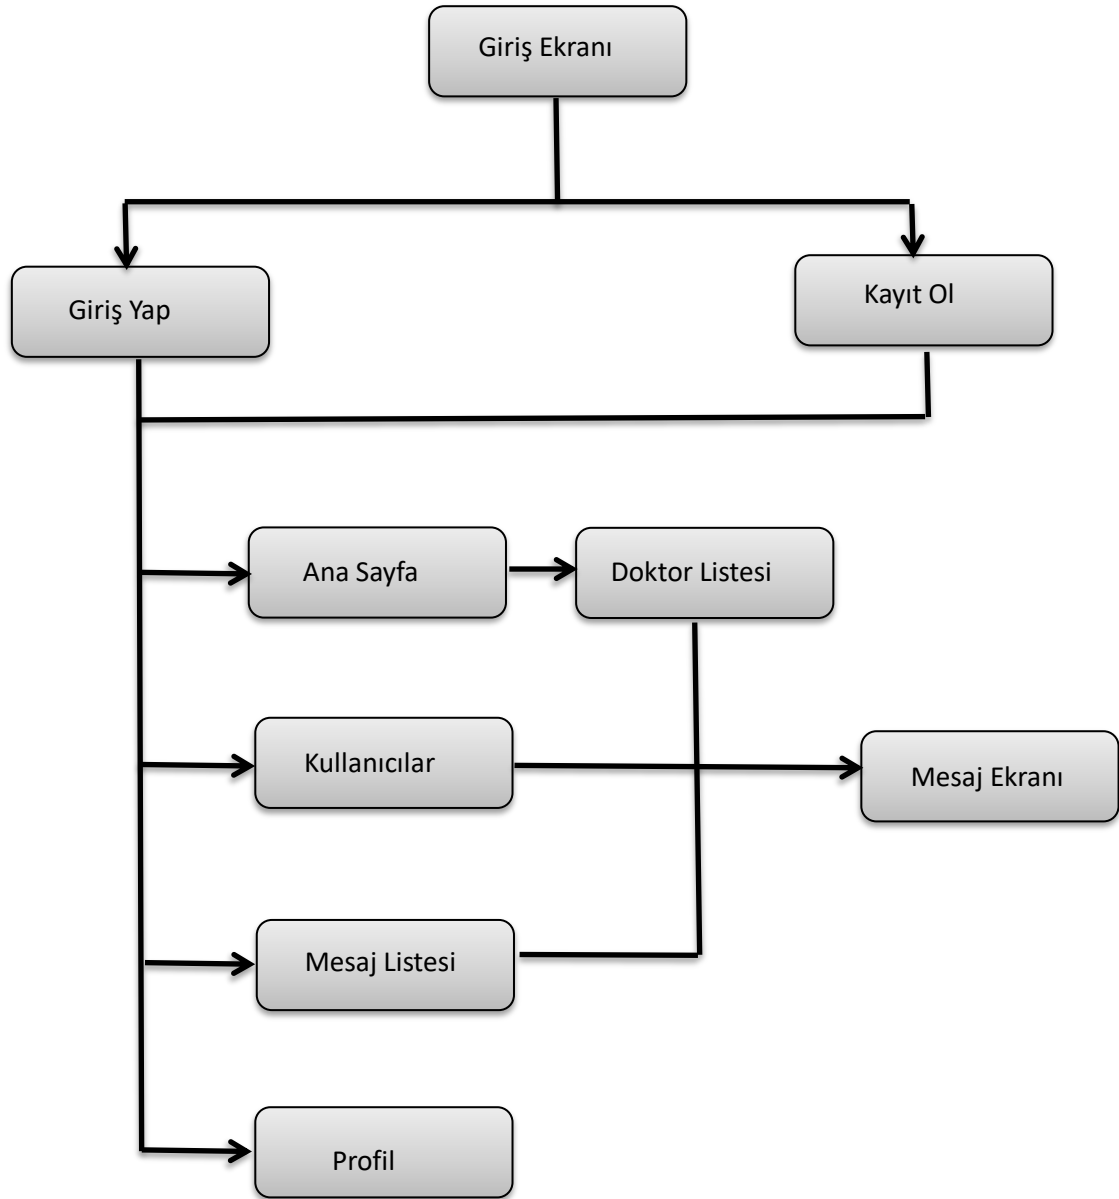 Giriş Ekranı
Giriş Yap
Kayıt Ol
Ana Sayfa
Doktor Listesi
Kullanıcılar
Mesaj Ekranı
Mesaj Listesi
Profil